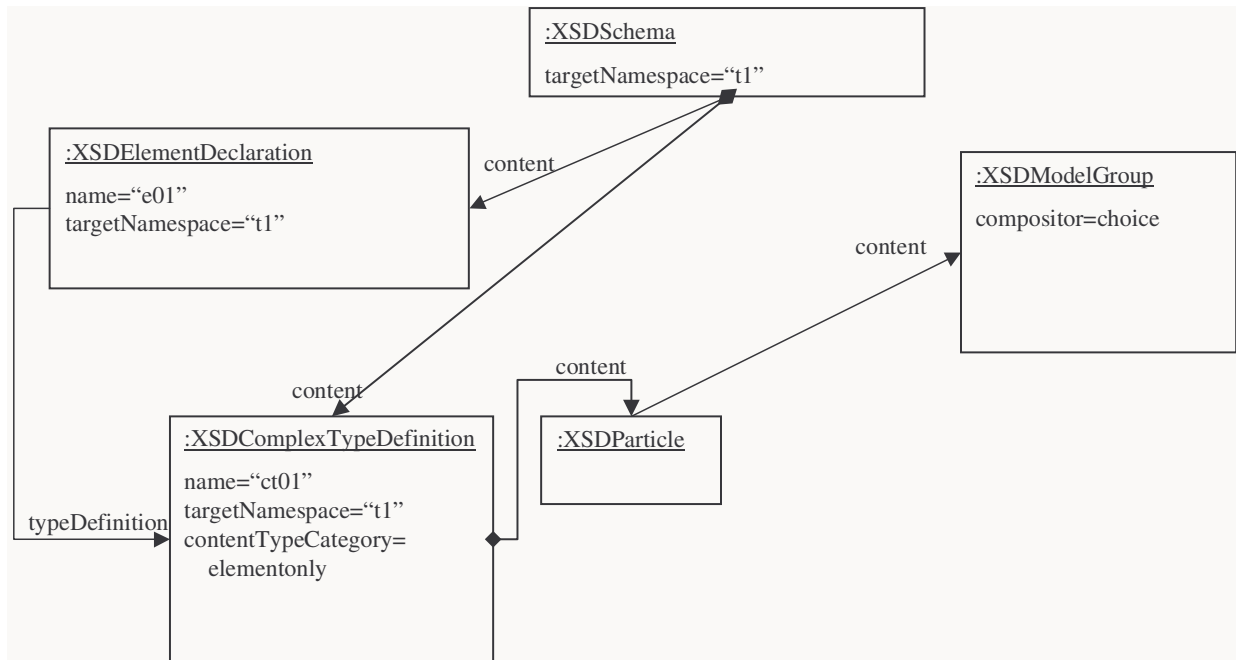 :XSDSchema
targetNamespace=“t1”
:XSDElementDeclaration
name=“e01”
targetNamespace=“t1”
content
:XSDModelGroup
compositor=choice
content
content
content
:XSDComplexTypeDefinition
name=“ct01”
targetNamespace=“t1”
contentTypeCategory=
elementonly
:XSDParticle
typeDefinition